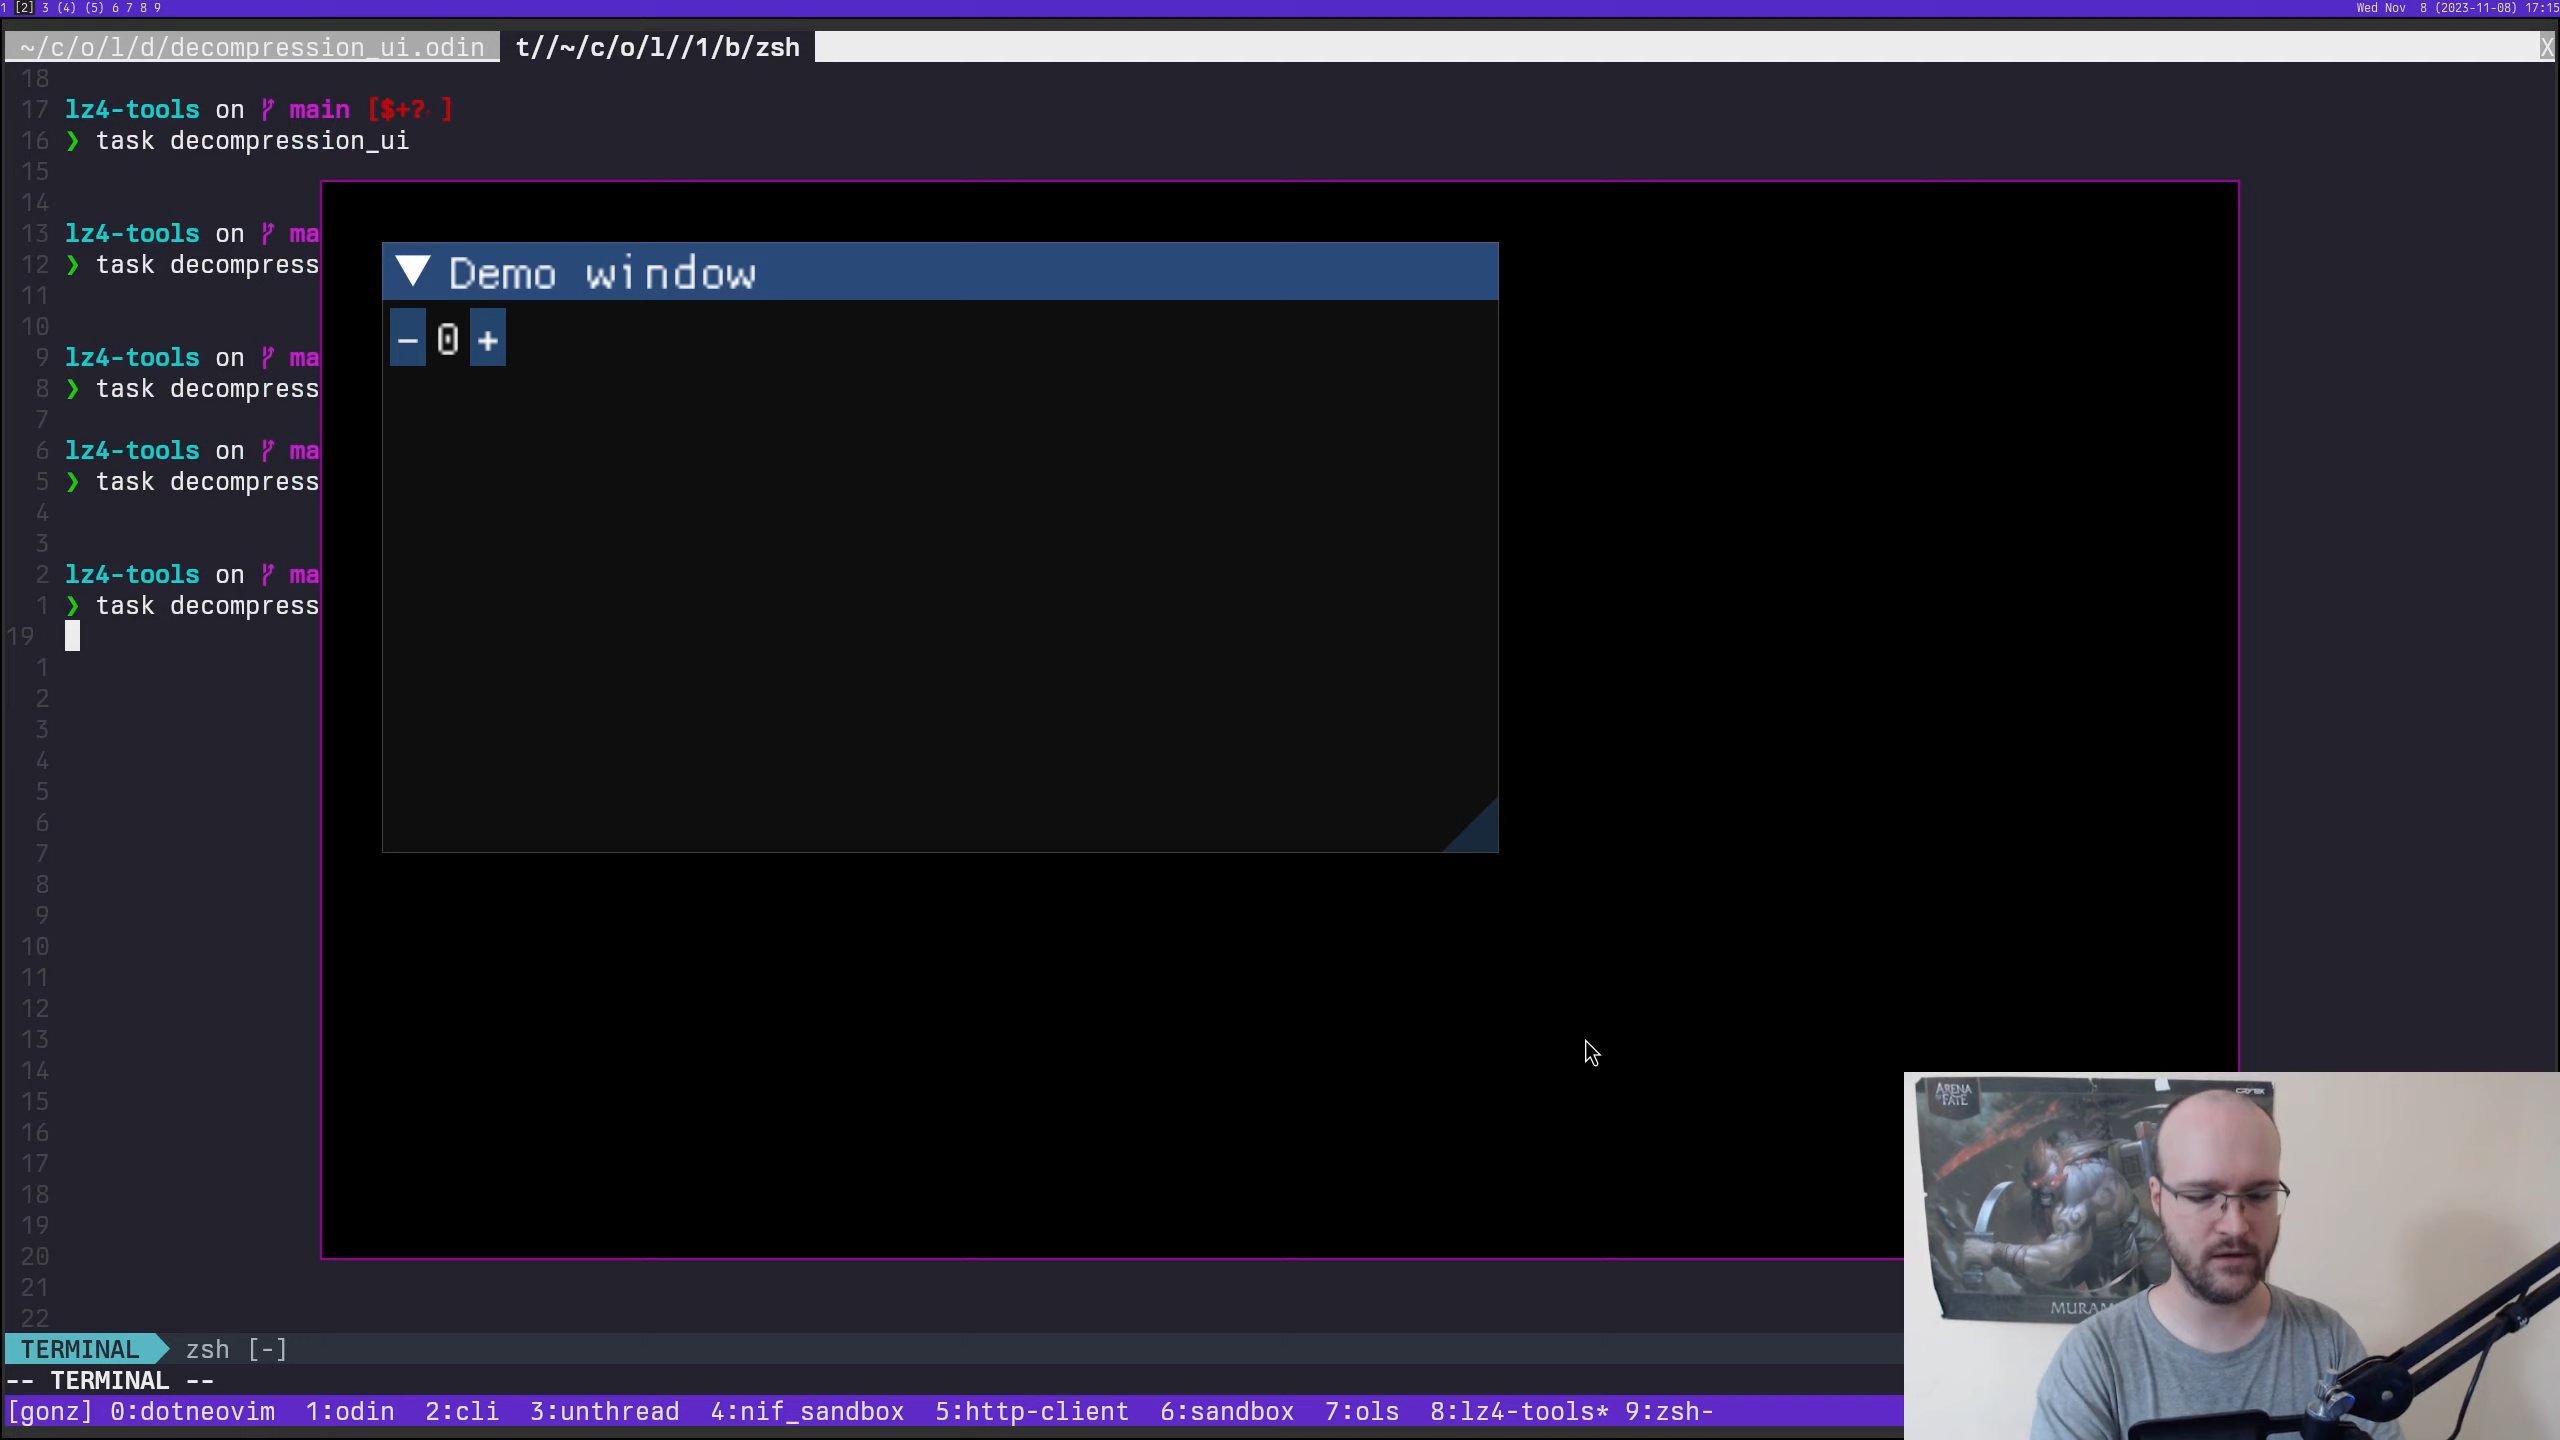 1 [2] 3 (4) (5) 6 7 8 9
Wed Nov 8 (2023-11-08) 17:15
~/c/o/l/d/decompression_ui.odin t//~/c/o/l//1/b/zsh X
18
17 lz4-tools on main [$+? ]
16 ❯ task decompression_ui
15
14
13 lz4-tools on ma
12 ❯ task decompress
11
10
9 lz4-tools on ma
8 ❯ task decompress
7
6 lz4-tools on ma
5 ❯ task decompress
4
3
2 lz4-tools on ma
1 ❯ task decompress
19
1
2
3
4
5
6
7
8
9
10
11
12
13
14
15
16
17
18
19
20
21
22
Demo window
- 0 +
ARENA
OF FATE
MURAM
TERMINAL zsh [-]
-- TERMINAL --
[gonz] 0:dotneovim 1:odin 2:cli 3:unthread 4:nif_sandbox 5:http-client 6:sandbox 7:ols 8:lz4-tools* 9:zsh-